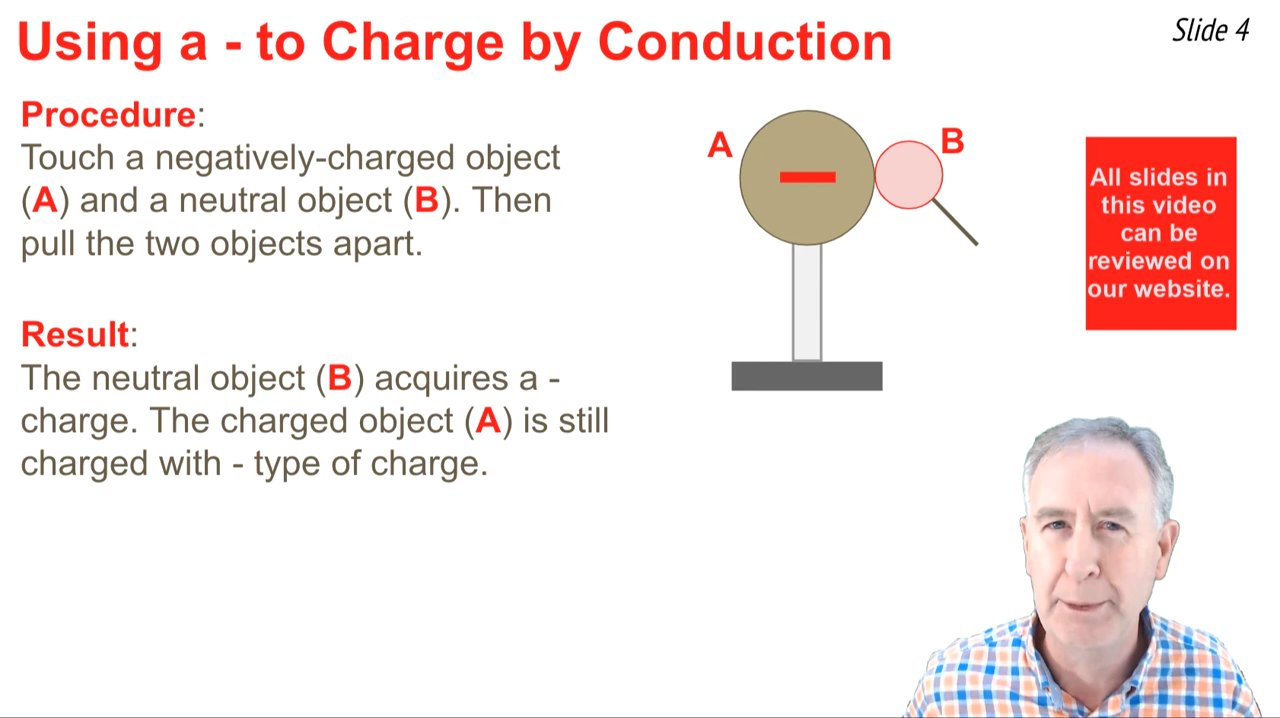 Using a - to Charge by Conduction
Slide 4
Procedure:
Touch a negatively-charged object
(A) and a neutral object (B). Then
pull the two objects apart.
Result:
The neutral object (B) acquires a -
charge. The charged object (A) is still
charged with - type of charge.
A
B
All slides in
this video
can be
reviewed on
our website.